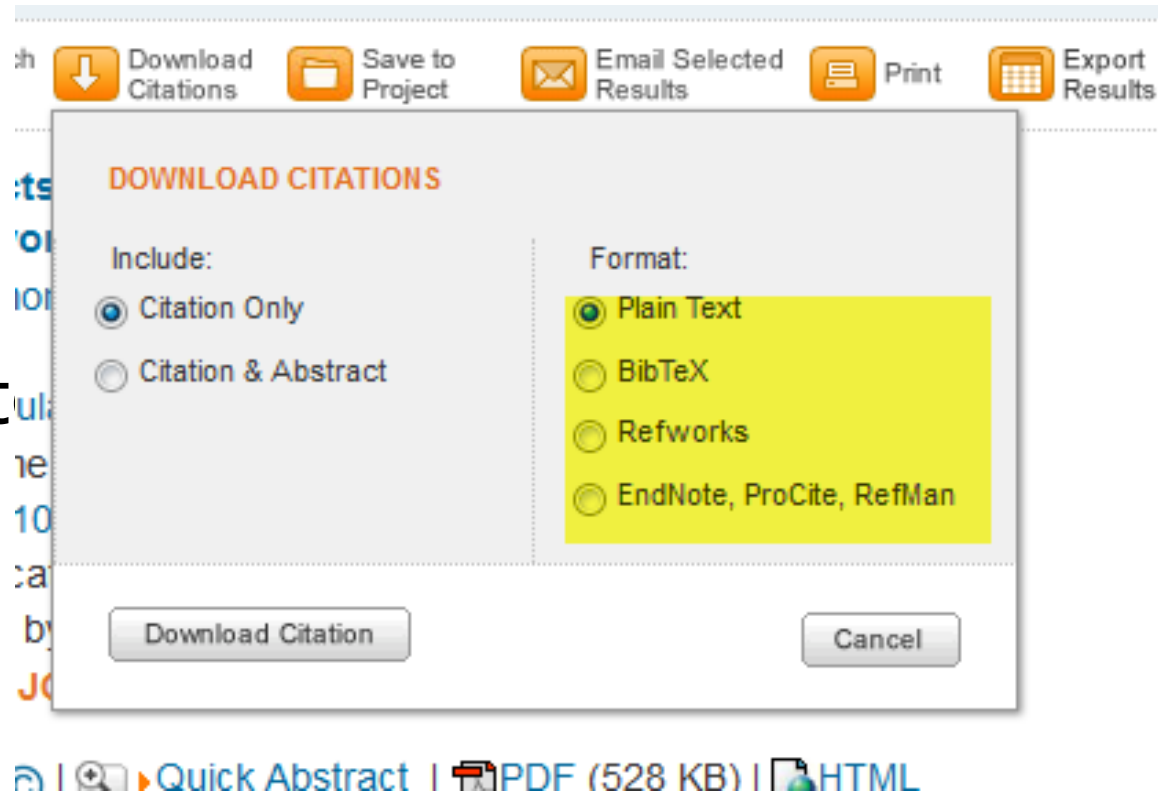 ch Download Save to Email Selected Print Export
Citations Project Results Results
DOWNLOAD CITATIONS
Include: Format:
Citation Only Plain Text
Citation & Abstract BibTeX
Refworks
EndNote, ProCite, RefMan
Download Citation Cancel
Quick Abstract | PDF (528 KB) | HTML